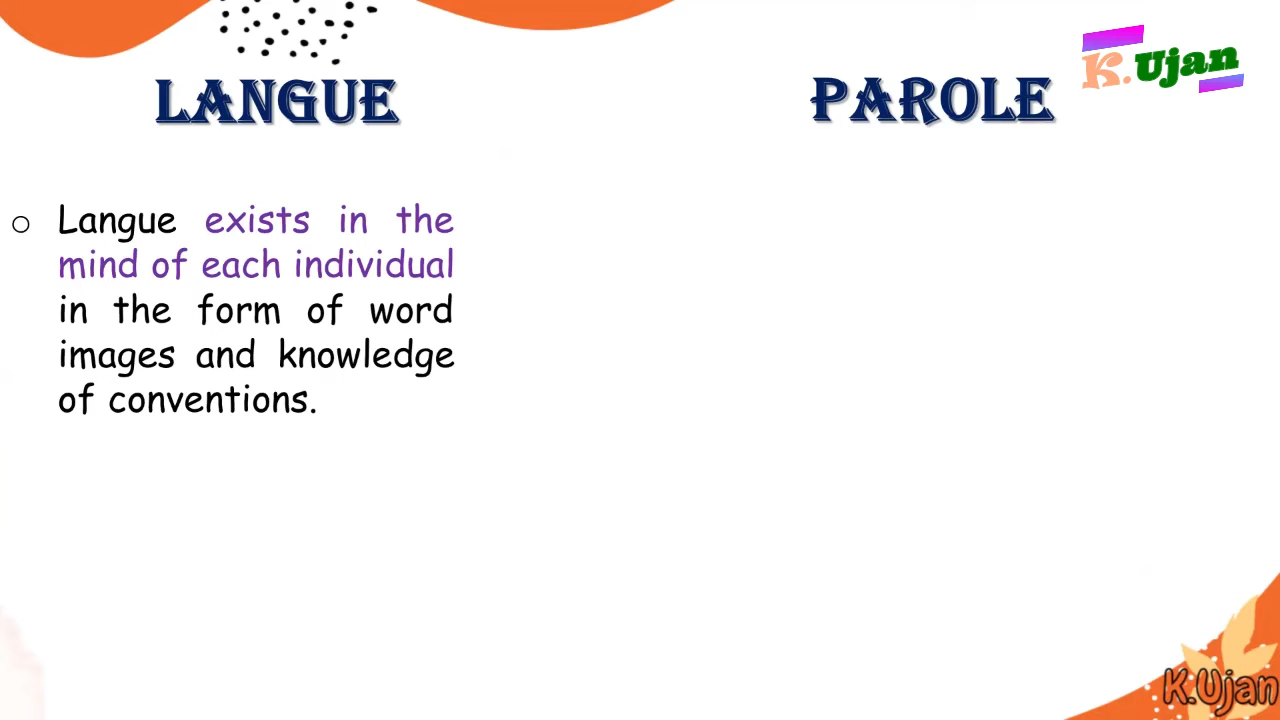 LANGUE
PAROLE
K.Ujan
o Langue exists in the
mind of each individual
in the form of word
images and knowledge
of conventions.
K.Ujan